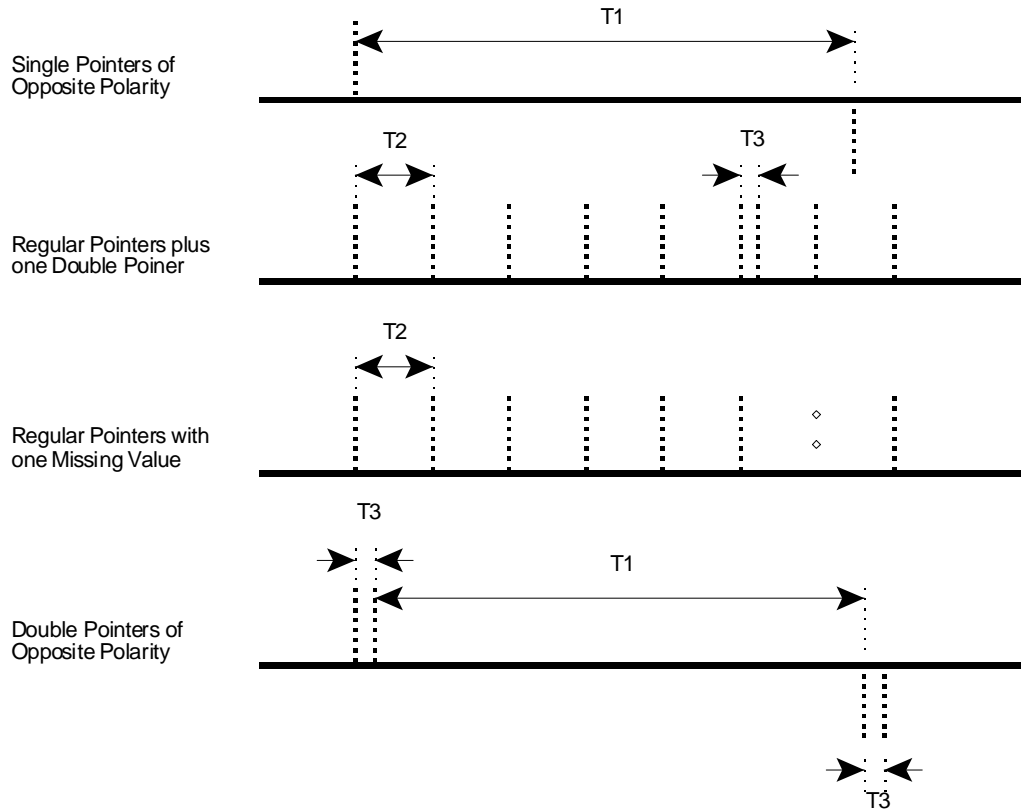 T1
Single Pointers of
Opposite Polarity
T2
T3
Regular Pointers plus
one Double Poiner
T2
Regular Pointers with
one Missing Value
T3
T1
Double Pointers of
Opposite Polarity
T3